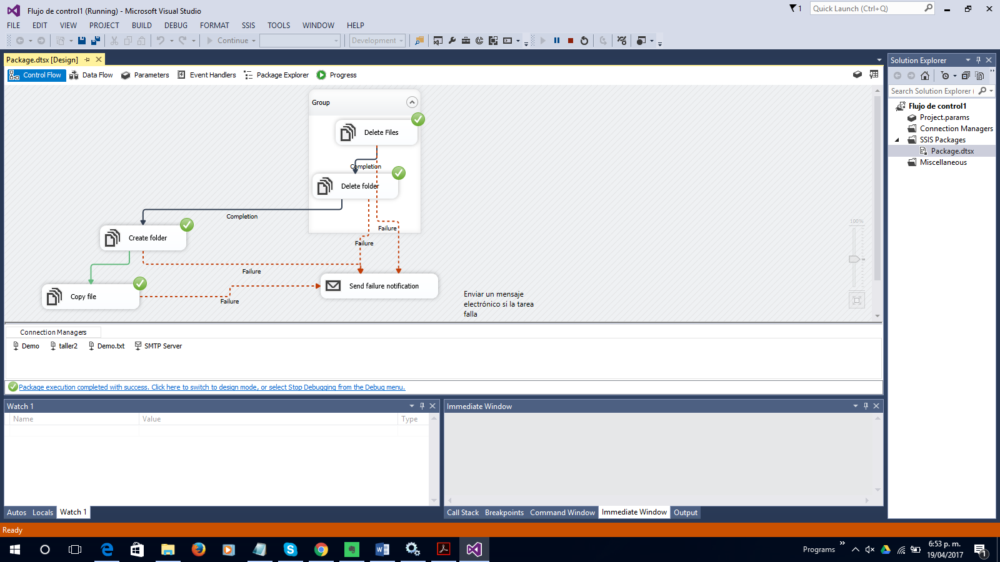 Flujo de control1 (Running) - Microsoft Visual Studio
1
Quick Launch (Ctrl+Q)
FILE EDIT VIEW PROJECT BUILD DEBUG FORMAT SSIS TOOLS WINDOW HELP
Continue
Development
Package.dtsx [Design]
Control Flow Data Flow Parameters Event Handlers Package Explorer Progress
Group
Delete Files
Completion
Delete folder
Completion
Failure
Create folder
Failure
Failure
Send failure notification
Copy file
Failure
Enviar un mensaje
electrónico si la tarea
falla
100%
Connection Managers
Demo taller2 Demo.txt SMTP Server
Package execution completed with success. Click here to switch to design mode, or select Stop Debugging from the Debug menu.
Watch 1
Name Value Type
Autos Locals Watch 1
Immediate Window
Call Stack Breakpoints Command Window Immediate Window Output
Solution Explorer
Search Solution Explorer (
Flujo de control1
Project.params
Connection Managers
SSIS Packages
Package.dtsx
Miscellaneous
Ready
Programs
6:53 p. m.
19/04/2017
1